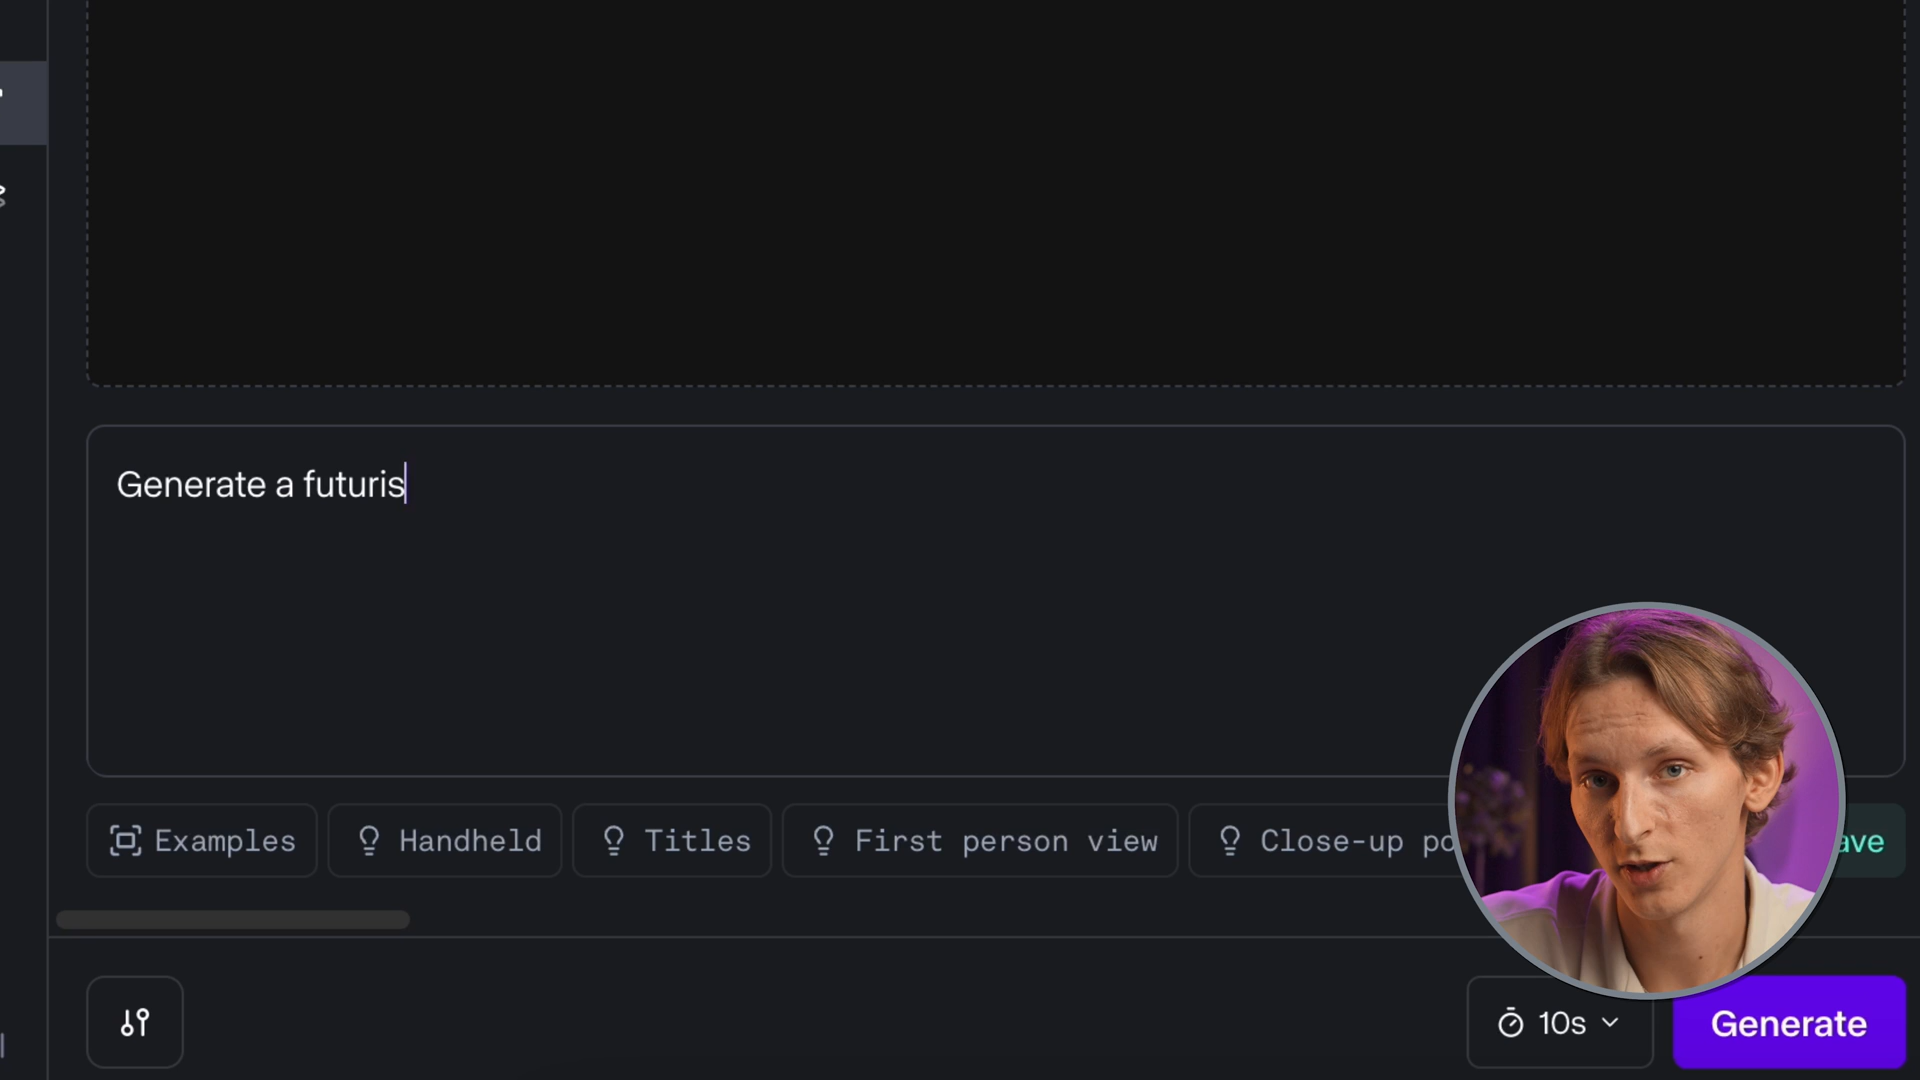 Generate a futuris
Examples
Handheld
Titles
First person view
Close-up po
ave
10s
Generate